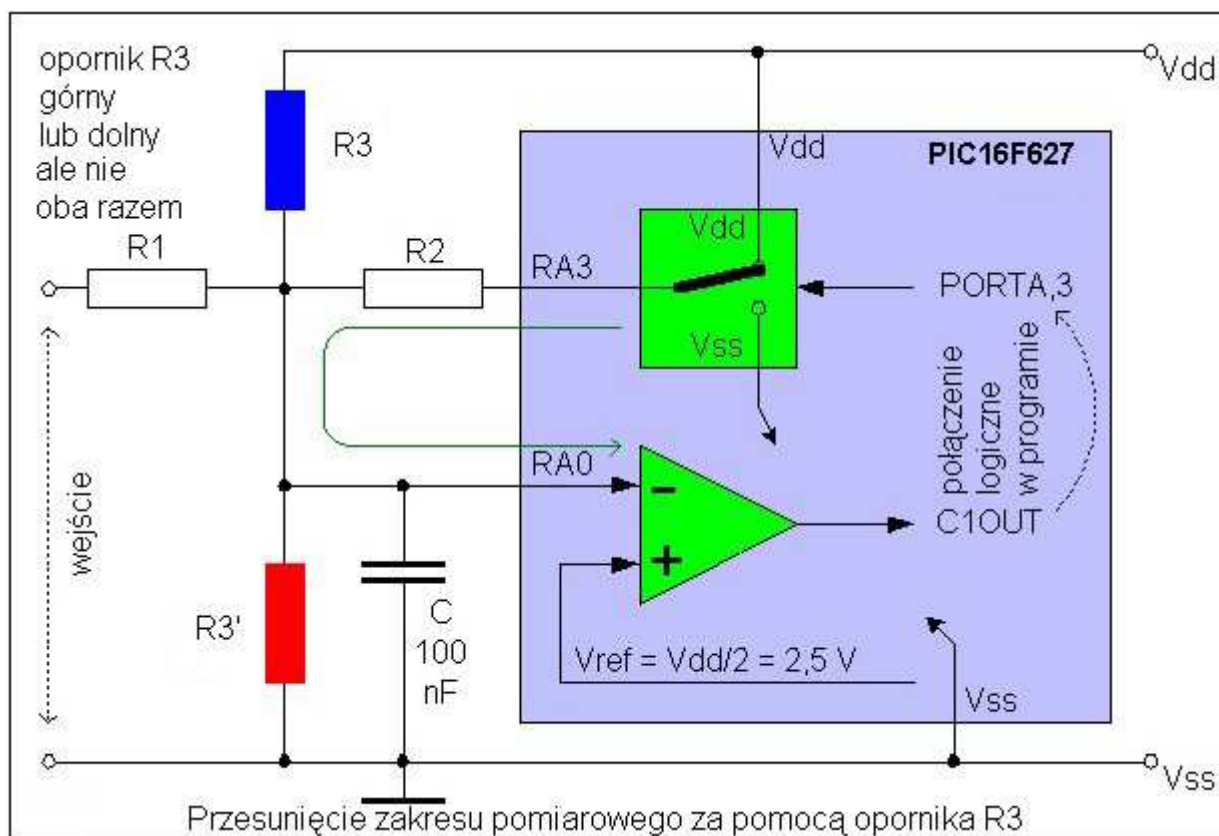 opornik R3
górny
lub dolny
ale nie
oba razem
R3
Vdd
Vdd
PIC16F627
R1
R2
RA3
Vdd
Vss
PORTA,3
połączenie
logiczne
w programie
RA0
C1OUT
wejście
R3'
C
100
nF
Vref = Vdd/2 = 2,5 V
Vss
Vss
Przesunięcie zakresu pomiarowego za pomocą opornika R3